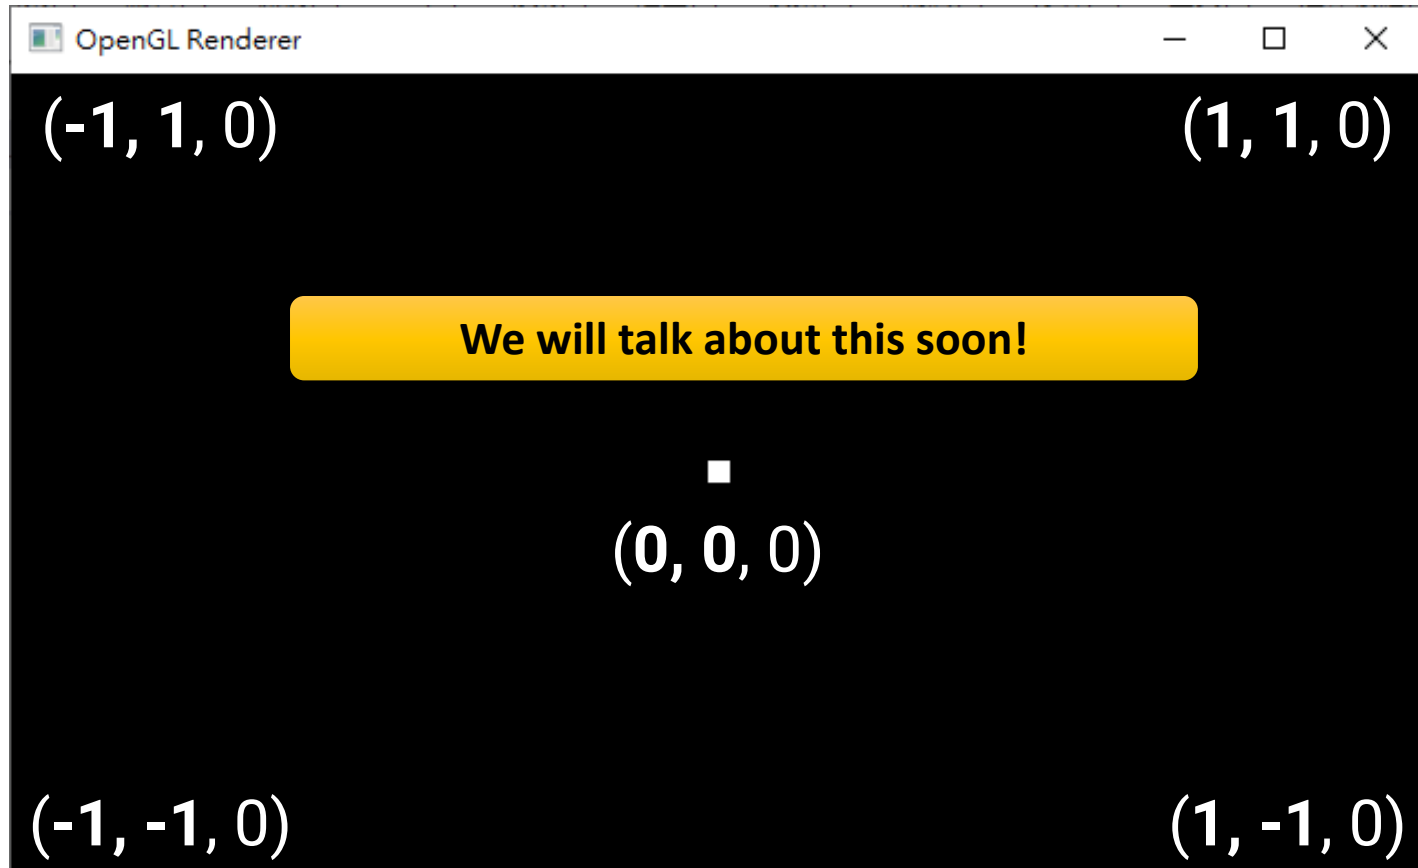 OpenGL Renderer
(-1, 1, 0)
(1, 1, 0)
We will talk about this soon!
(0, 0, 0)
(-1, -1, 0)
(1, -1, 0)